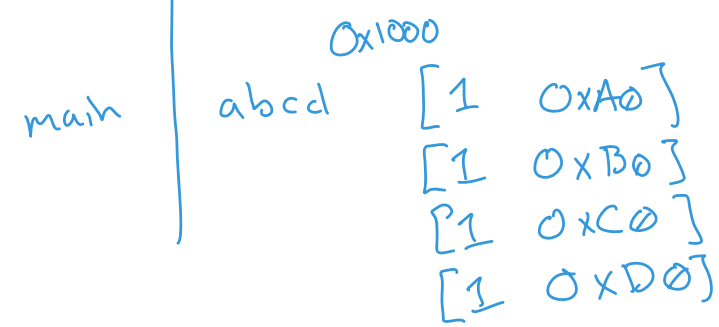 0x1000
main abcd [1 0xA0]
[1 0xB0]
[1 0xC0]
[1 0xD0]